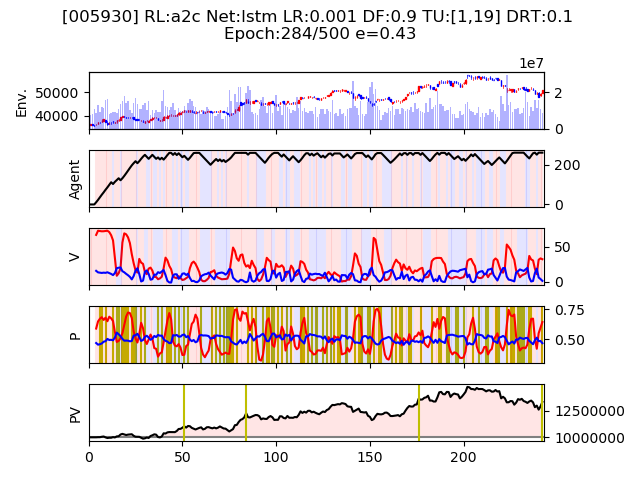 [005930] RL:a2c Net:lstm LR:0.001 DF:0.9 TU:[1,19] DRT:0.1
Epoch:284/500 e=0.43
1e7
Env.
50000
40000
2
0
Agent
200
0
V
50
0
P
0.75
0.50
PV
12500000
10000000
0 50 100 150 200